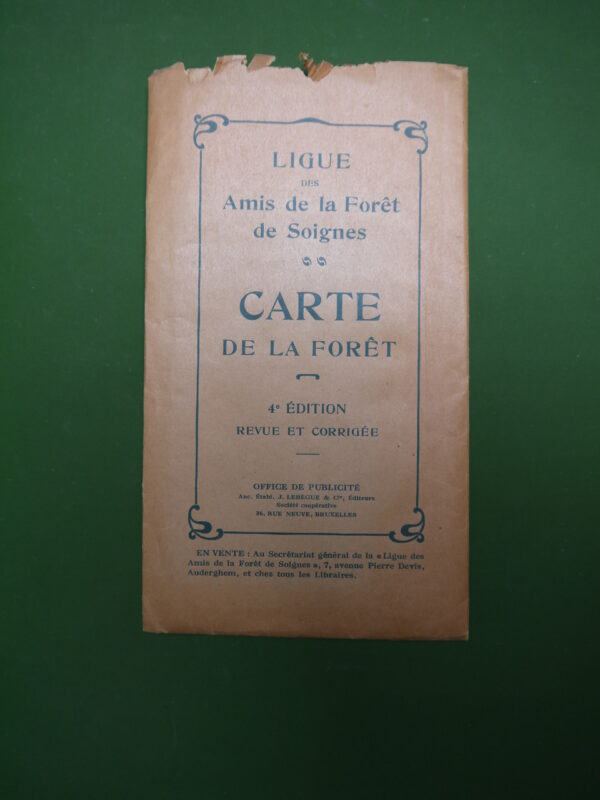 LIGUE
DES
Amis de la Forêt
de Soignes
CARTE
DE LA FORÊT
4e ÉDITION
REVUE ET CORRIGÉE
OFFICE DE PUBLICITÉ
Anc. Établ. J. LEBÈGUE & Cie, Éditeurs
Société coopérative
36, RUE NEUVE, BRUXELLES
EN VENTE : Au Secrétariat général de la « Ligue des
Amis de la Forêt de Soignes », 7, avenue Pierre Devis,
Auderghem, et chez tous les Libraires.